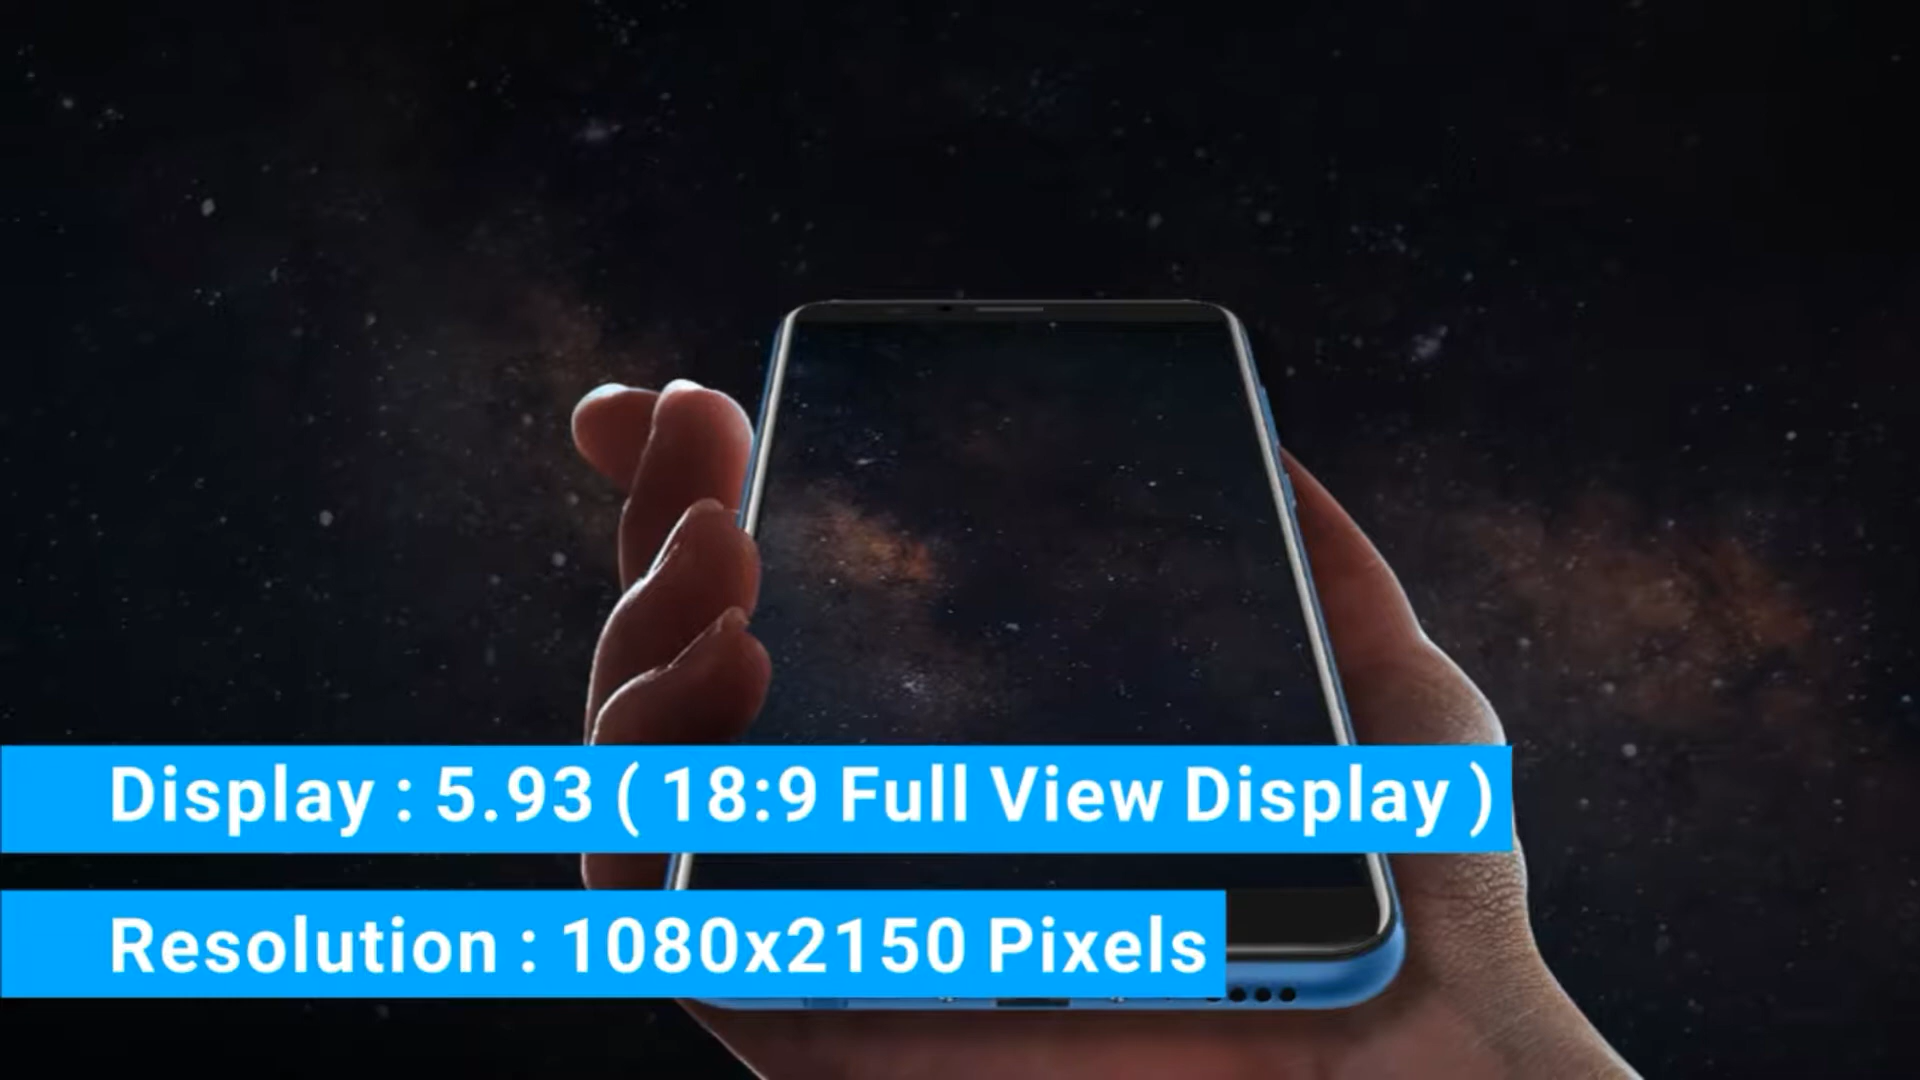 Display : 5.93 ( 18:9 Full View Display )
Resolution : 1080x2150 Pixels